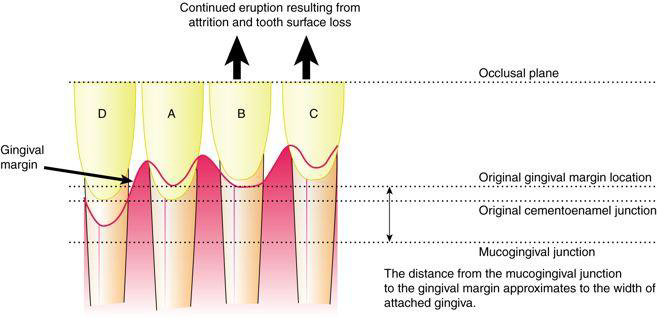 Continued eruption resulting from
attrition and tooth surface loss
Occlusal plane
D
A
B
C
Gingival
margin
Original gingival margin location
Original cementoenamel junction
Mucogingival junction
The distance from the mucogingival junction
to the gingival margin approximates to the width of
attached gingiva.